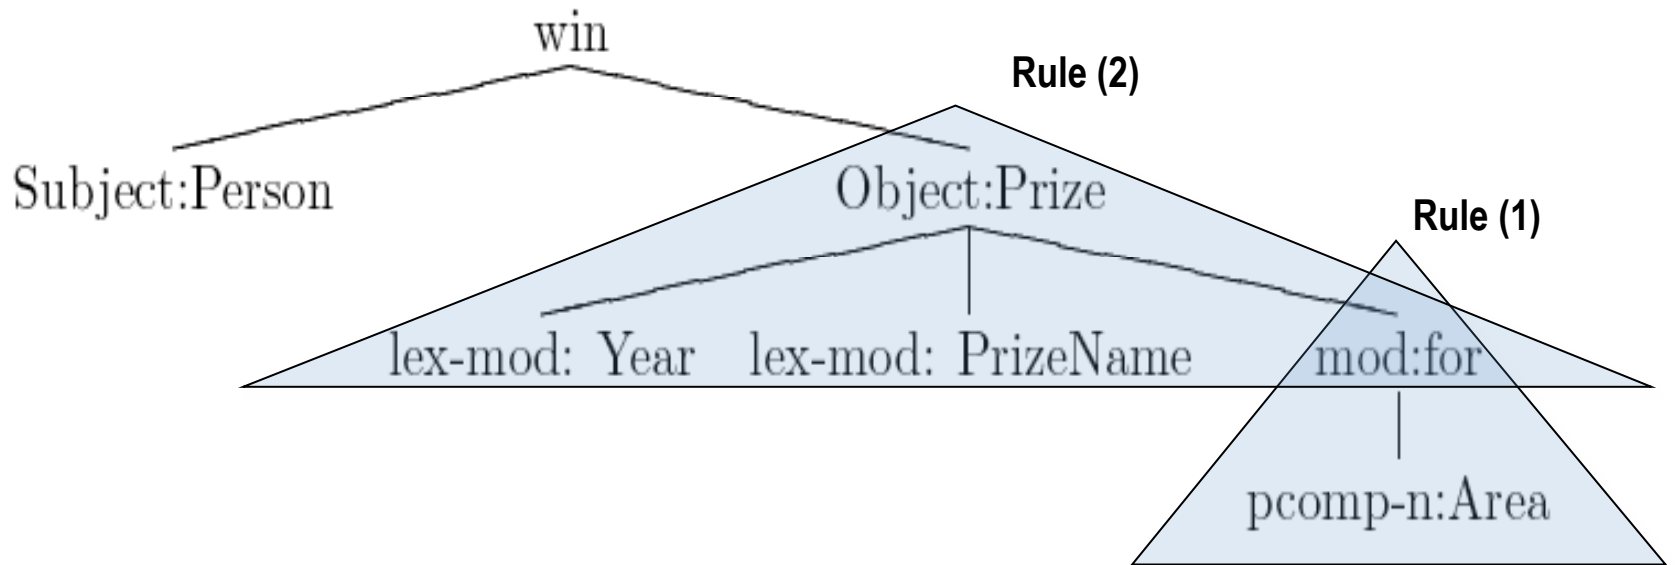 win
Rule (2)
Subject:Person
Object:Prize
Rule (1)
lex-mod: Year
lex-mod: PrizeName
mod:for
pcomp-n:Area